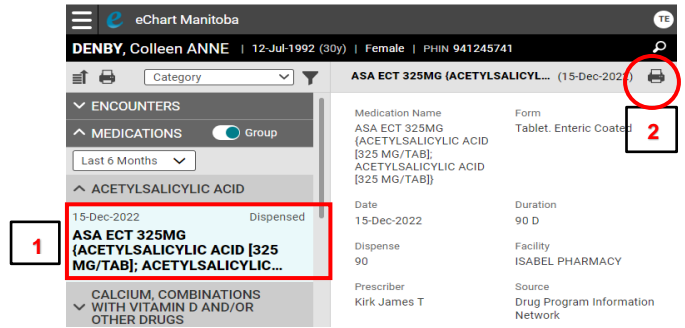 eChart Manitoba
TE
DENBY, Colleen ANNE | 12-Jul-1992 (30y) | Female | PHIN 941245741
Category
ENCOUNTERS
MEDICATIONS Group
Last 6 Months
ACETYLSALICYLIC ACID
15-Dec-2022 Dispensed
ASA ECT 325MG
{ACETYLSALICYLIC ACID [325
MG/TAB]; ACETYLSALICYLIC...
CALCIUM, COMBINATIONS
WITH VITAMIN D AND/OR
OTHER DRUGS
1
ASA ECT 325MG {ACETYLSALICYL... (15-Dec-2022)
2
Medication Name
ASA ECT 325MG
{ACETYLSALICYLIC ACID
[325 MG/TAB];
ACETYLSALICYLIC ACID
[325 MG/TAB]}
Form
Tablet. Enteric Coated
Date
15-Dec-2022
Duration
90 D
Dispense
90
Facility
ISABEL PHARMACY
Prescriber
Kirk James T
Source
Drug Program Information
Network